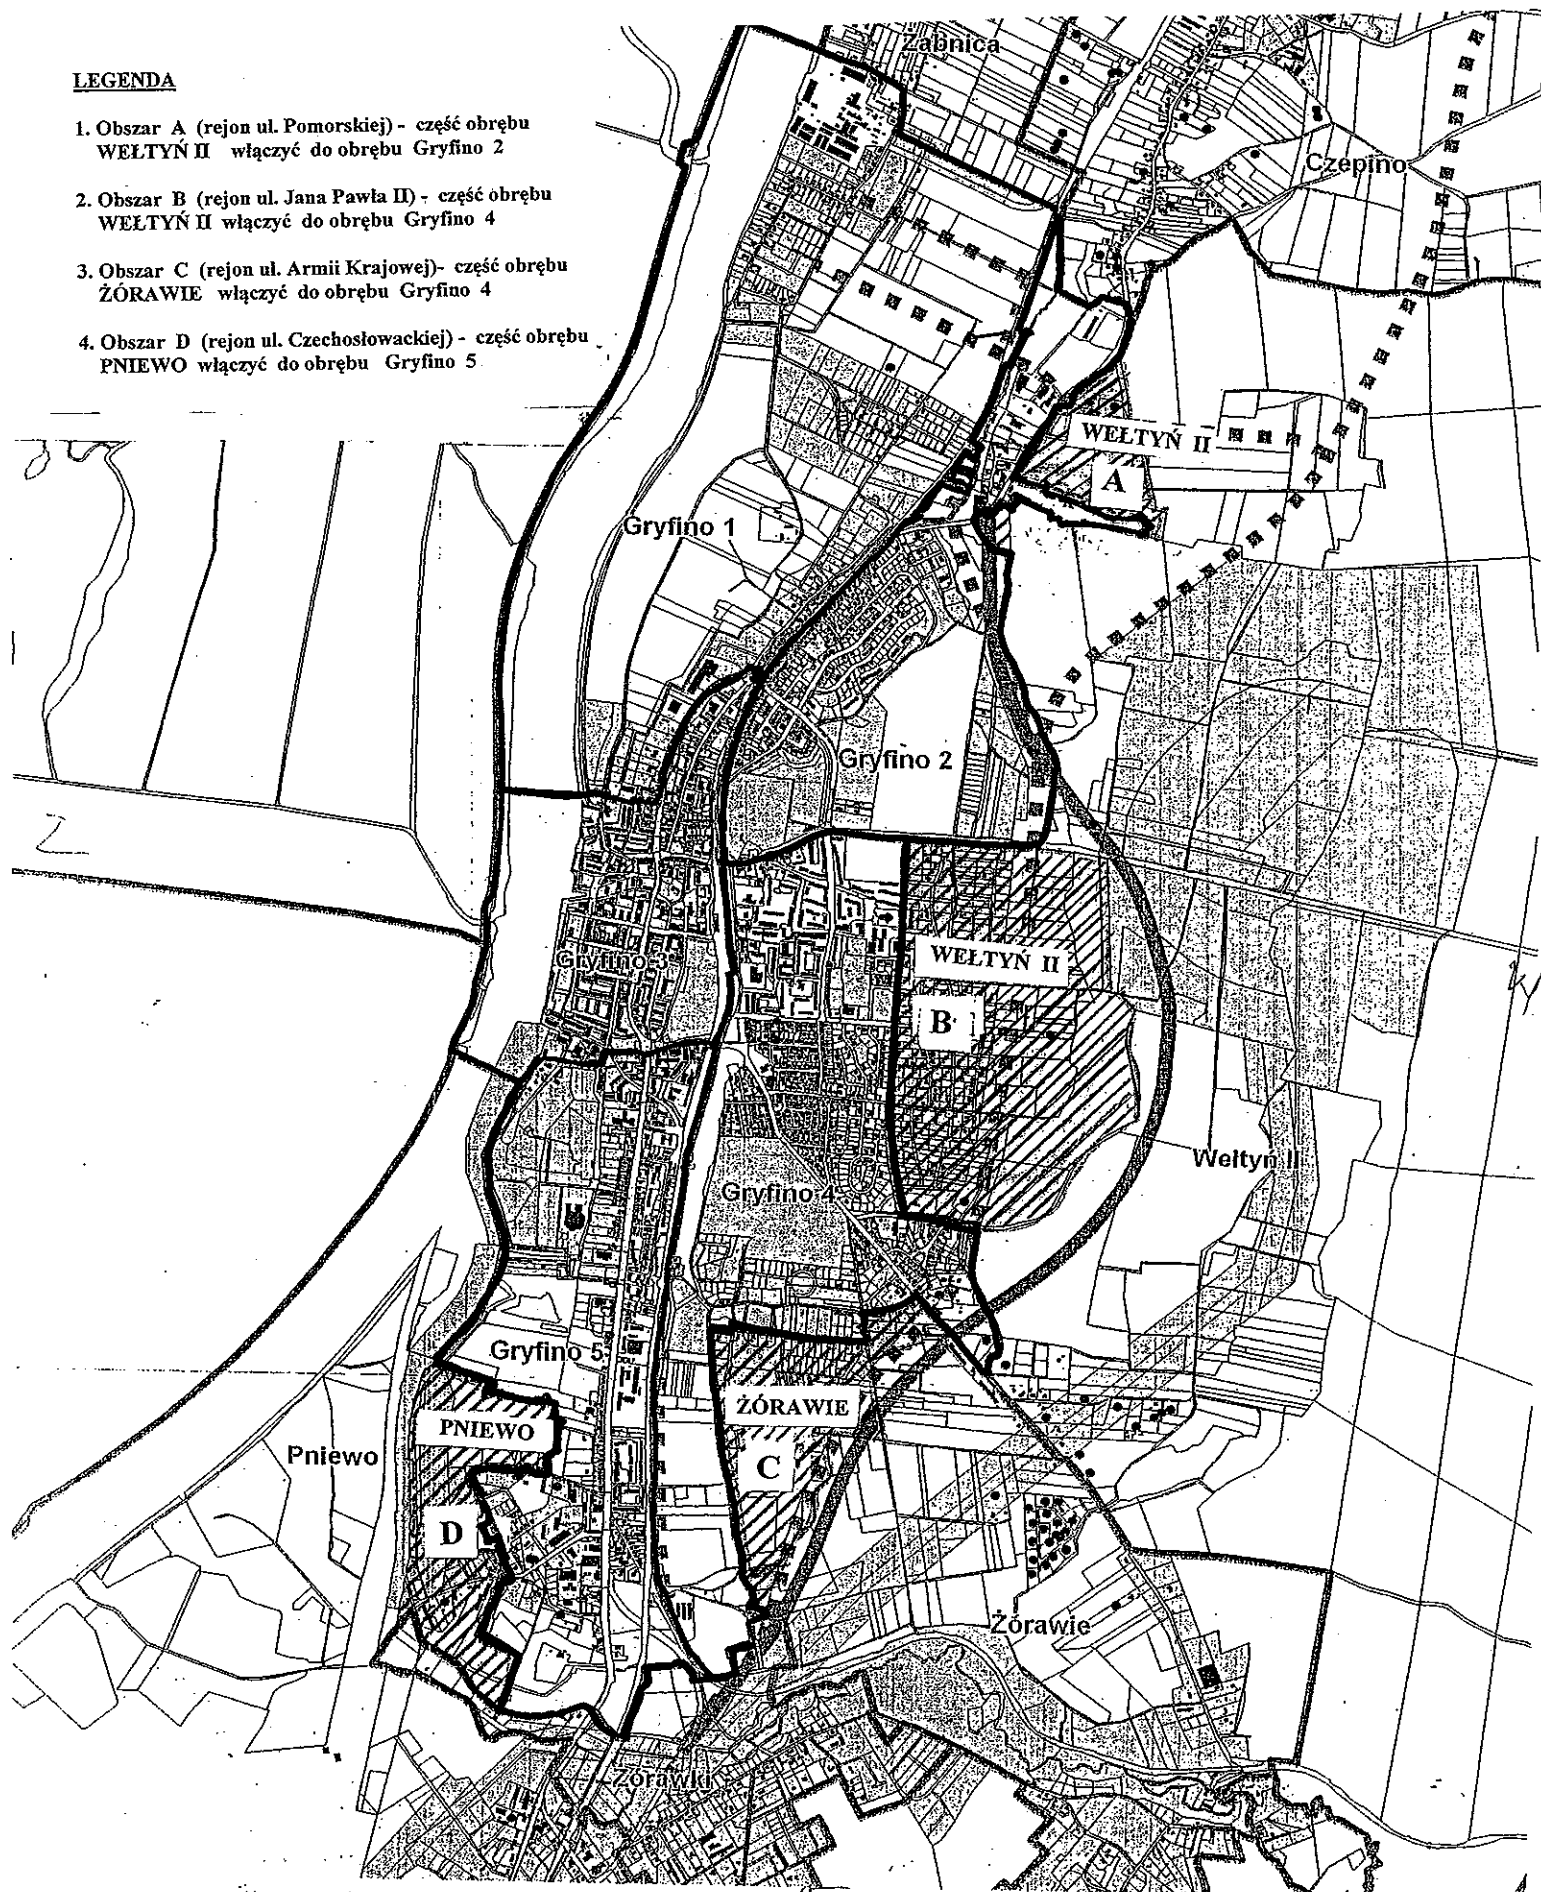 LEGENDA
1. Obszar A (rejon ul. Pomorskiej) - część obrębu
WEŁTYŃ II włączyć do obrębu Gryfino 2
2. Obszar B (rejon ul. Jana Pawła II) - część obrębu
WEŁTYŃ II włączyć do obrębu Gryfino 4
3. Obszar C (rejon ul. Armii Krajowej)- część obrębu
ŻÓRAWIE włączyć do obrębu Gryfino 4
4. Obszar D (rejon ul. Czechosłowackiej) - część obrębu
PNIEWO włączyć do obrębu Gryfino 5
Żabnica
Czepino
WEŁTYŃ II
A
Gryfino 1
Gryfino 2
WEŁTYŃ II
Gryfino 3
B
Wełtyń II
Gryfino 4
Gryfino 5
ŻÓRAWIE
PNIEWO
Pniewo
C
D
Żórawie
Żórawki